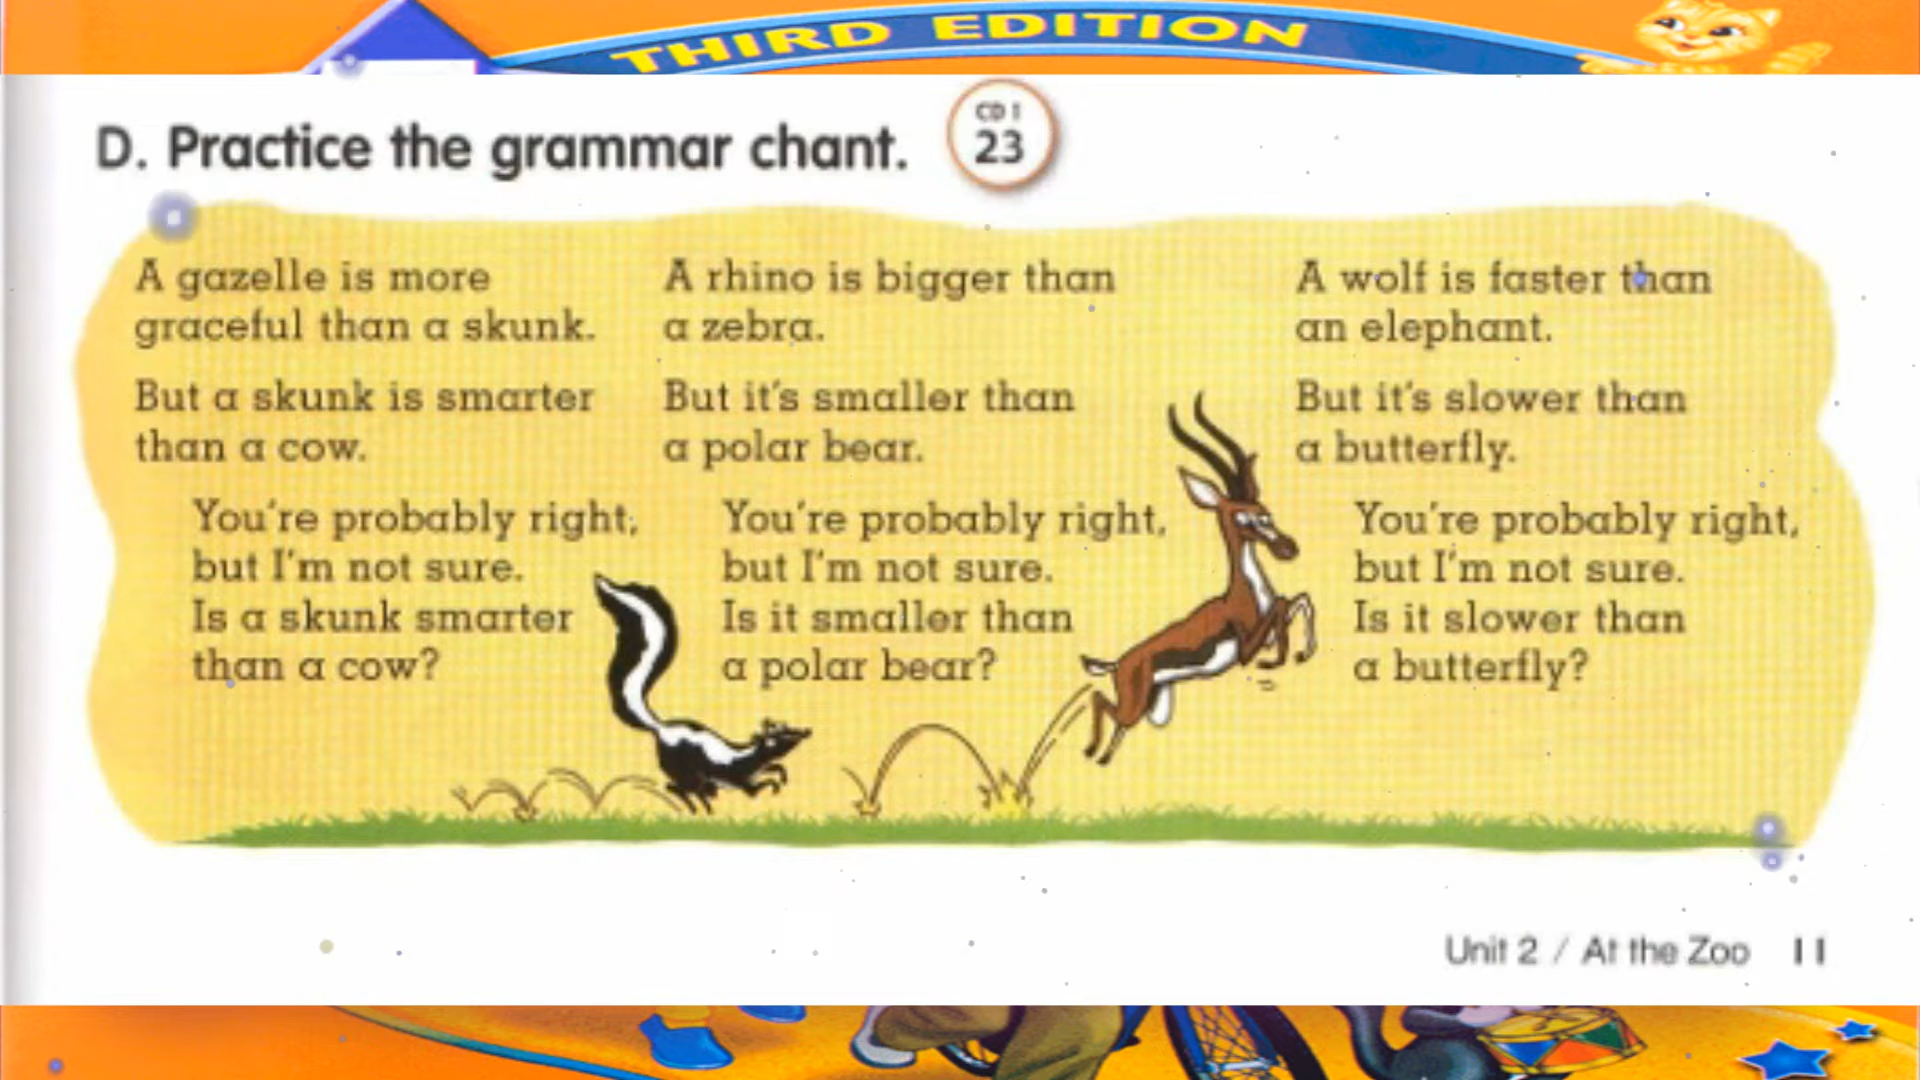 THIRD EDITION
D. Practice the grammar chant.
CD 1
23
A gazelle is more
graceful than a skunk.
But a skunk is smarter
than a cow.
You're probably right,
but I'm not sure.
Is a skunk smarter
than a cow?
A rhino is bigger than
a zebra.
But it's smaller than
a polar bear.
You're probably right,
but I'm not sure.
Is it smaller than
a polar bear?
A wolf is faster than
an elephant.
But it's slower than
a butterfly.
You're probably right,
but I'm not sure.
Is it slower than
a butterfly?
Unit 2 / At the Zoo 11